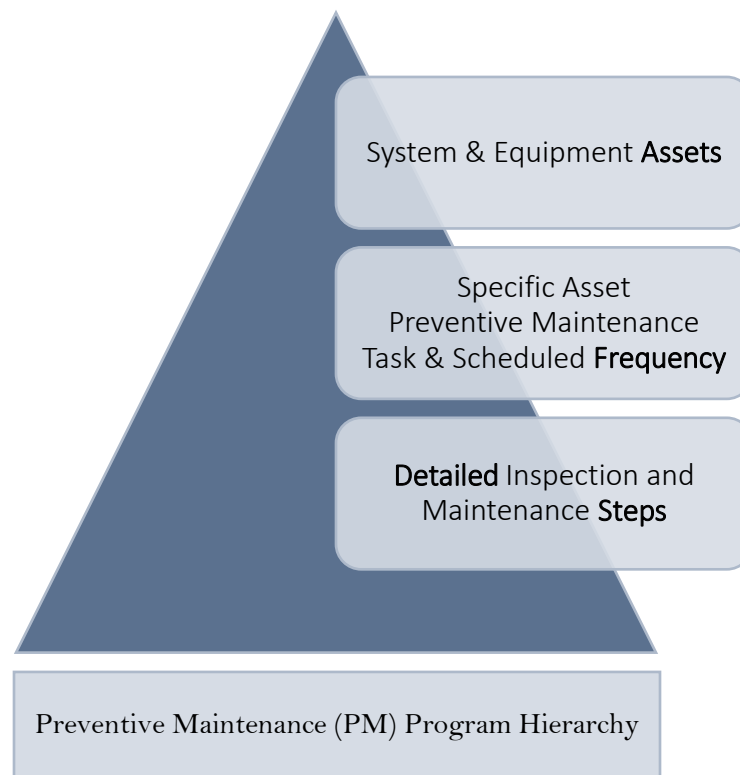 System & Equipment Assets
Specific Asset
Preventive Maintenance
Task & Scheduled Frequency
Detailed Inspection and
Maintenance Steps
Preventive Maintenance (PM) Program Hierarchy